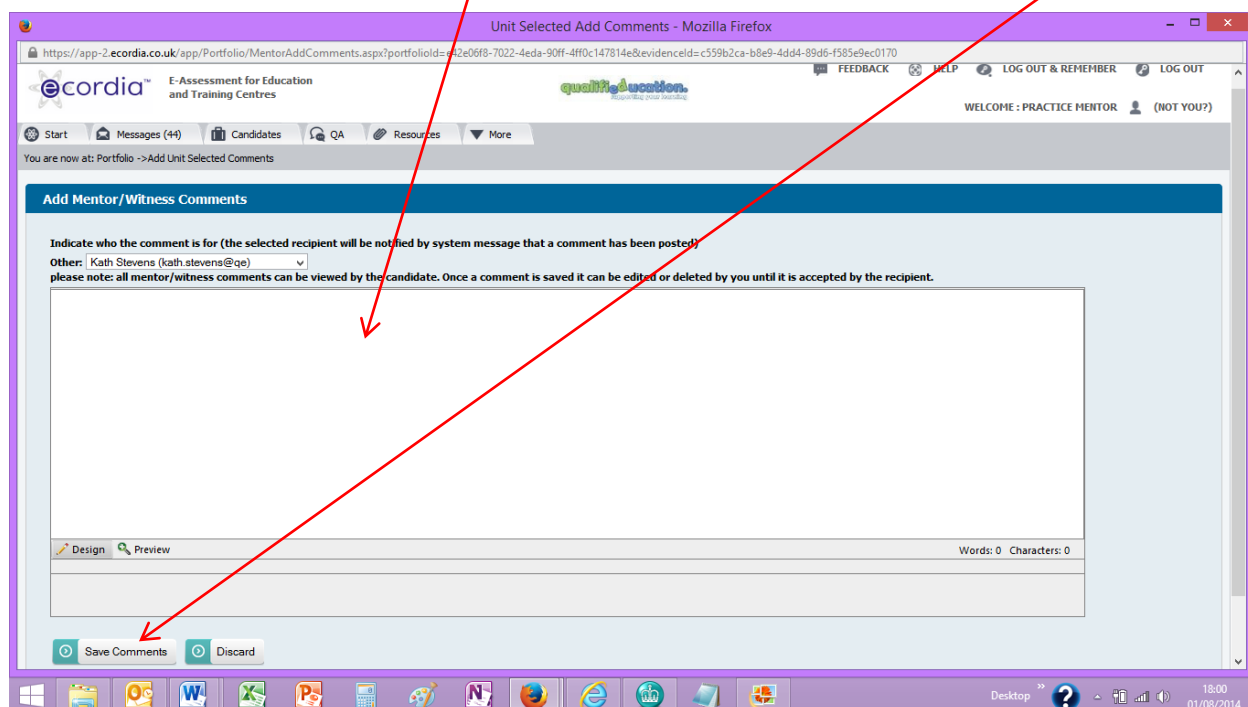 Unit Selected Add Comments - Mozilla Firefox
https://app-2.ecordia.co.uk/app/Portfolio/MentorAddComments.aspx?portfolioId=e42e06f8-7022-4eda-90ff-4ff0c147814e&evidenceId=c559b2ca-b8e9-4dd4-89d6-f585e9ec0170
FEEDBACK HELP LOG OUT & REMEMBER LOG OUT
ecordia™ E-Assessment for Education
and Training Centres
qualifieducation.
Supporting your learning
WELCOME : PRACTICE MENTOR (NOT YOU?)
Start Messages (44) Candidates QA Resources More
You are now at: Portfolio ->Add Unit Selected Comments
Add Mentor/Witness Comments
Indicate who the comment is for (the selected recipient will be notified by system message that a comment has been posted)
Other: Kath Stevens (kath.stevens@qe)
please note: all mentor/witness comments can be viewed by the candidate. Once a comment is saved it can be edited or deleted by you until it is accepted by the recipient.
Design Preview Words: 0 Characters: 0
Save Comments Discard
Desktop » 18:00
01/08/2014